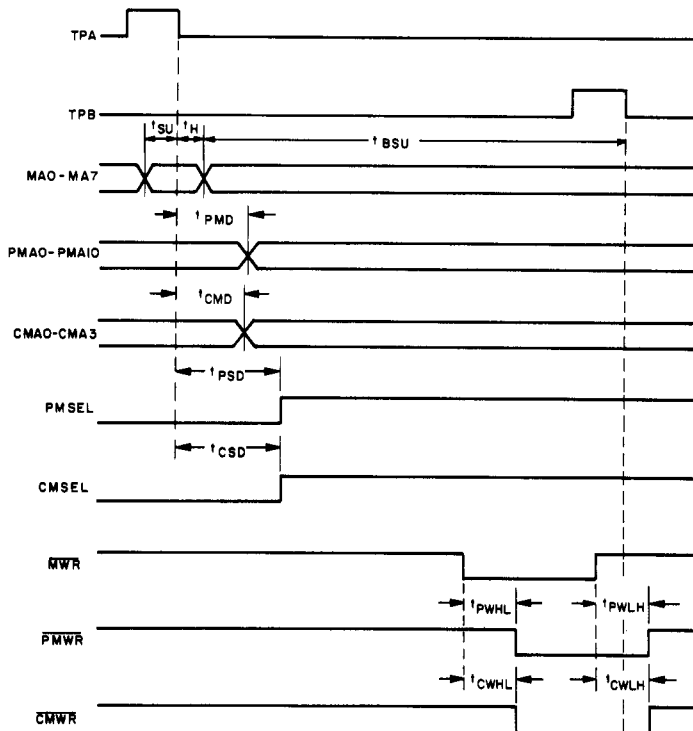 TPA
TPB
tSU
tH
tBSU
MA0-MA7
tPMD
PMA0-PMA10
tCMD
CMA0-CMA3
tPSD
PMSEL
tCSD
CMSEL
MWR
tPWHL
tPWLH
PMWR
tCWHL
tCWLH
CMWR